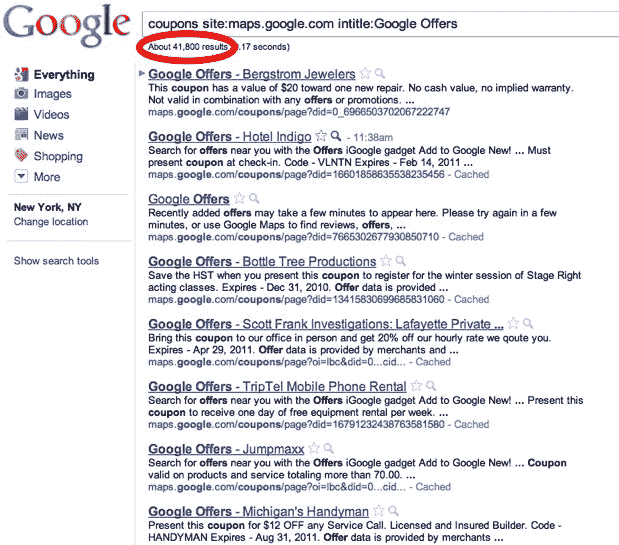 Google
coupons site:maps.google.com intitle:Google Offers
About 41,800 results .17 seconds)
Everything
Images
Videos
News
Shopping
More
New York, NY
Change location
Show search tools
Google Offers - Bergstrom Jewelers
This coupon has a value of $20 toward one new repair. No cash value, no implied warranty.
Not valid in combination with any offers or promotions. ...
maps.google.com/coupons/page?did=0_6966503702067222747
Google Offers - Hotel Indigo - 11:38am
Search for offers near you with the Offers iGoogle gadget Add to Google New! ... Must
present coupon at check-in. Code - VLNTN Expires - Feb 14, 2011 ...
maps.google.com/coupons/page?did=16601858635538235456 - Cached
Google Offers
Recently added offers may take a few minutes to appear here. Please try again in a few
minutes, or use Google Maps to find reviews, offers, ...
maps.google.com/coupons/page?did=7665302677930850710 - Cached
Google Offers - Bottle Tree Productions
Save the HST when you present this coupon to register for the winter session of Stage Right
acting classes. Expires - Dec 31, 2010. Offer data is provided ...
maps.google.com/coupons/page?did=13415830699685831060 - Cached
Google Offers - Scott Frank Investigations: Lafayette Private ...
Bring this coupon to our office in person and get 20% off our hourly rate we qoute you.
Expires - Apr 29, 2011. Offer data is provided by merchants and ...
maps.google.com/coupons/page?oi=lbc&did=0...cid... - Cached
Google Offers - TripTel Mobile Phone Rental
Search for offers near you with the Offers iGoogle gadget Add to Google New! ... Present this
coupon to receive one day of free equipment rental per week. ...
maps.google.com/coupons/page?did=16791232438763581580 - Cached
Google Offers - Jumpmaxx
Search for offers near you with the Offers iGoogle gadget Add to Google New! ... Coupon
valid on products and service totaling more than 70.00. ...
maps.google.com/coupons/page?oi=lbc&did=0...cid... - Cached
Google Offers - Michigan's Handyman
Present this coupon for $12 OFF any Service Call. Licensed and Insured Builder. Code -
HANDYMAN Expires - Aug 31, 2011. Offer data is provided by merchants ...